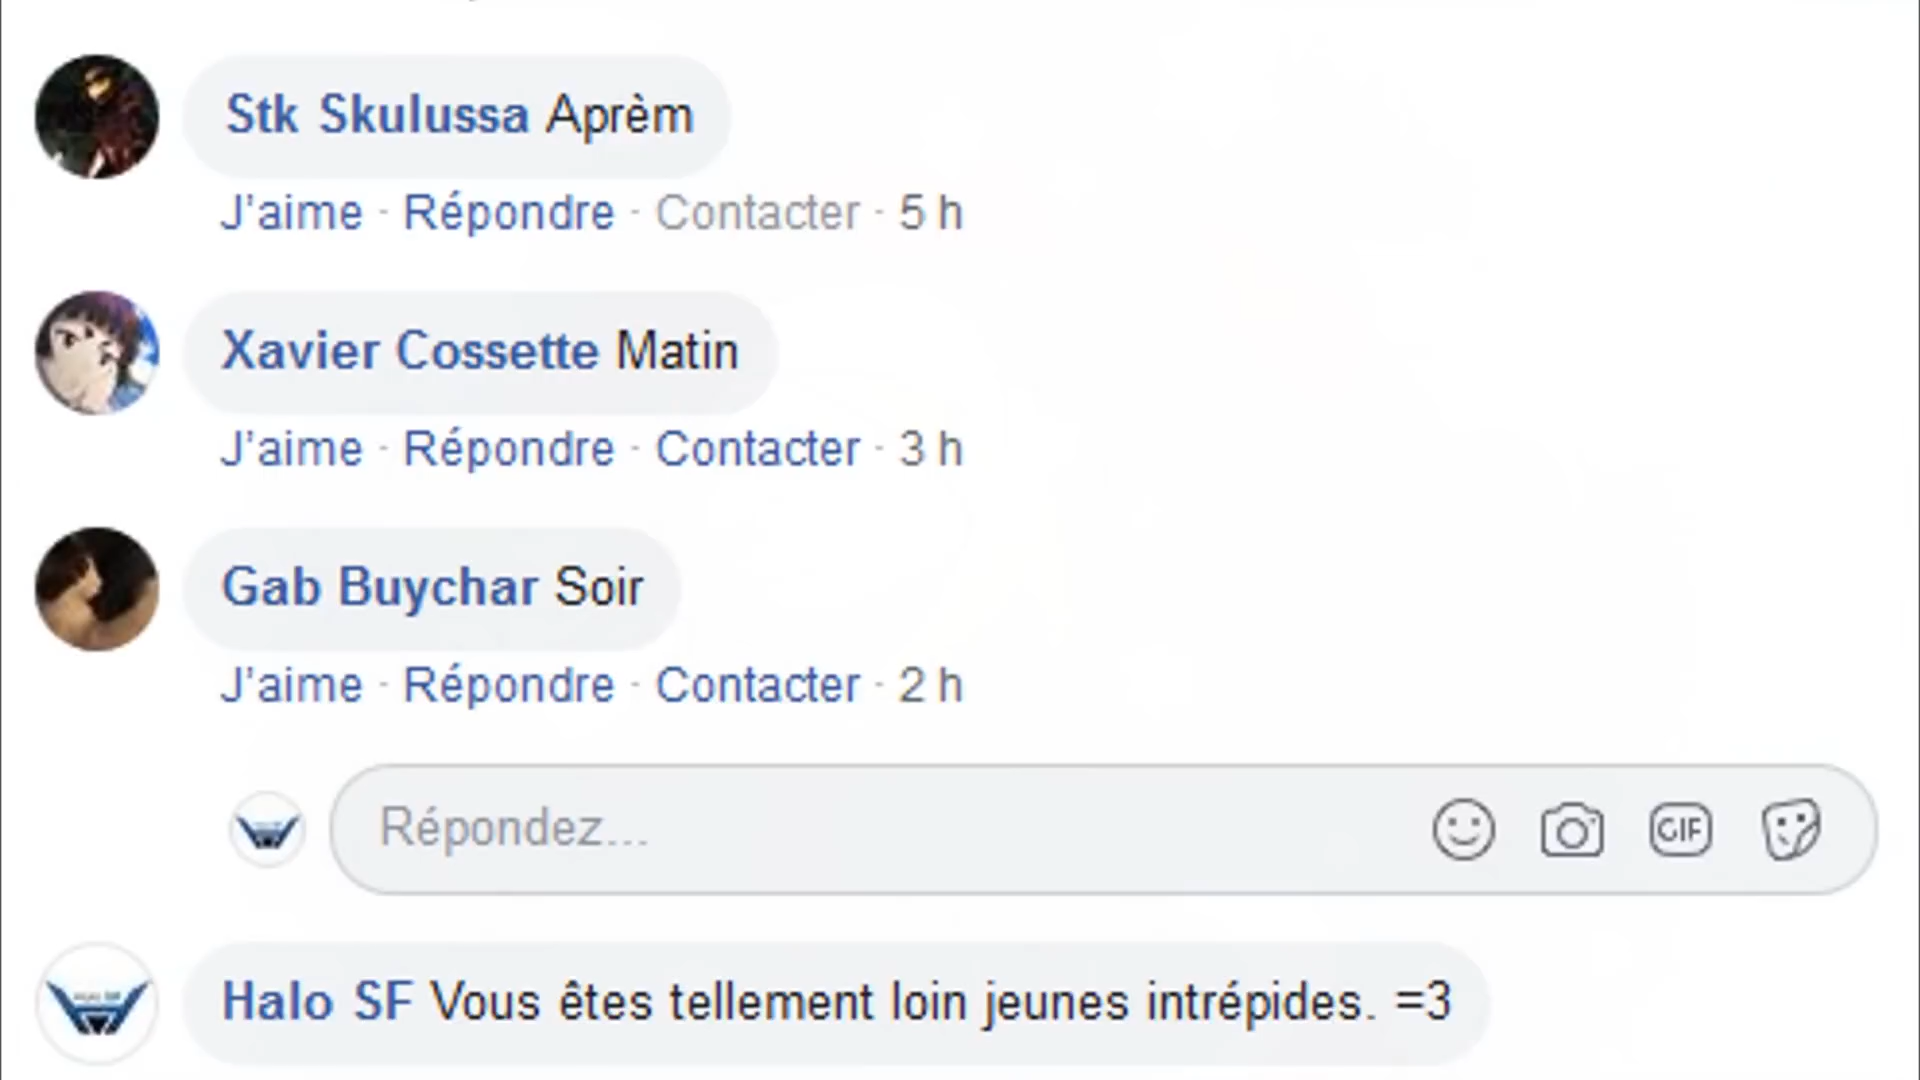 Stk Skulussa Aprèm
J'aime · Répondre · Contacter · 5 h
Xavier Cossette Matin
J'aime · Répondre · Contacter · 3 h
Gab Buychar Soir
J'aime · Répondre · Contacter · 2 h
Répondez...
GIF
Halo SF Vous êtes tellement loin jeunes intrépides. =3